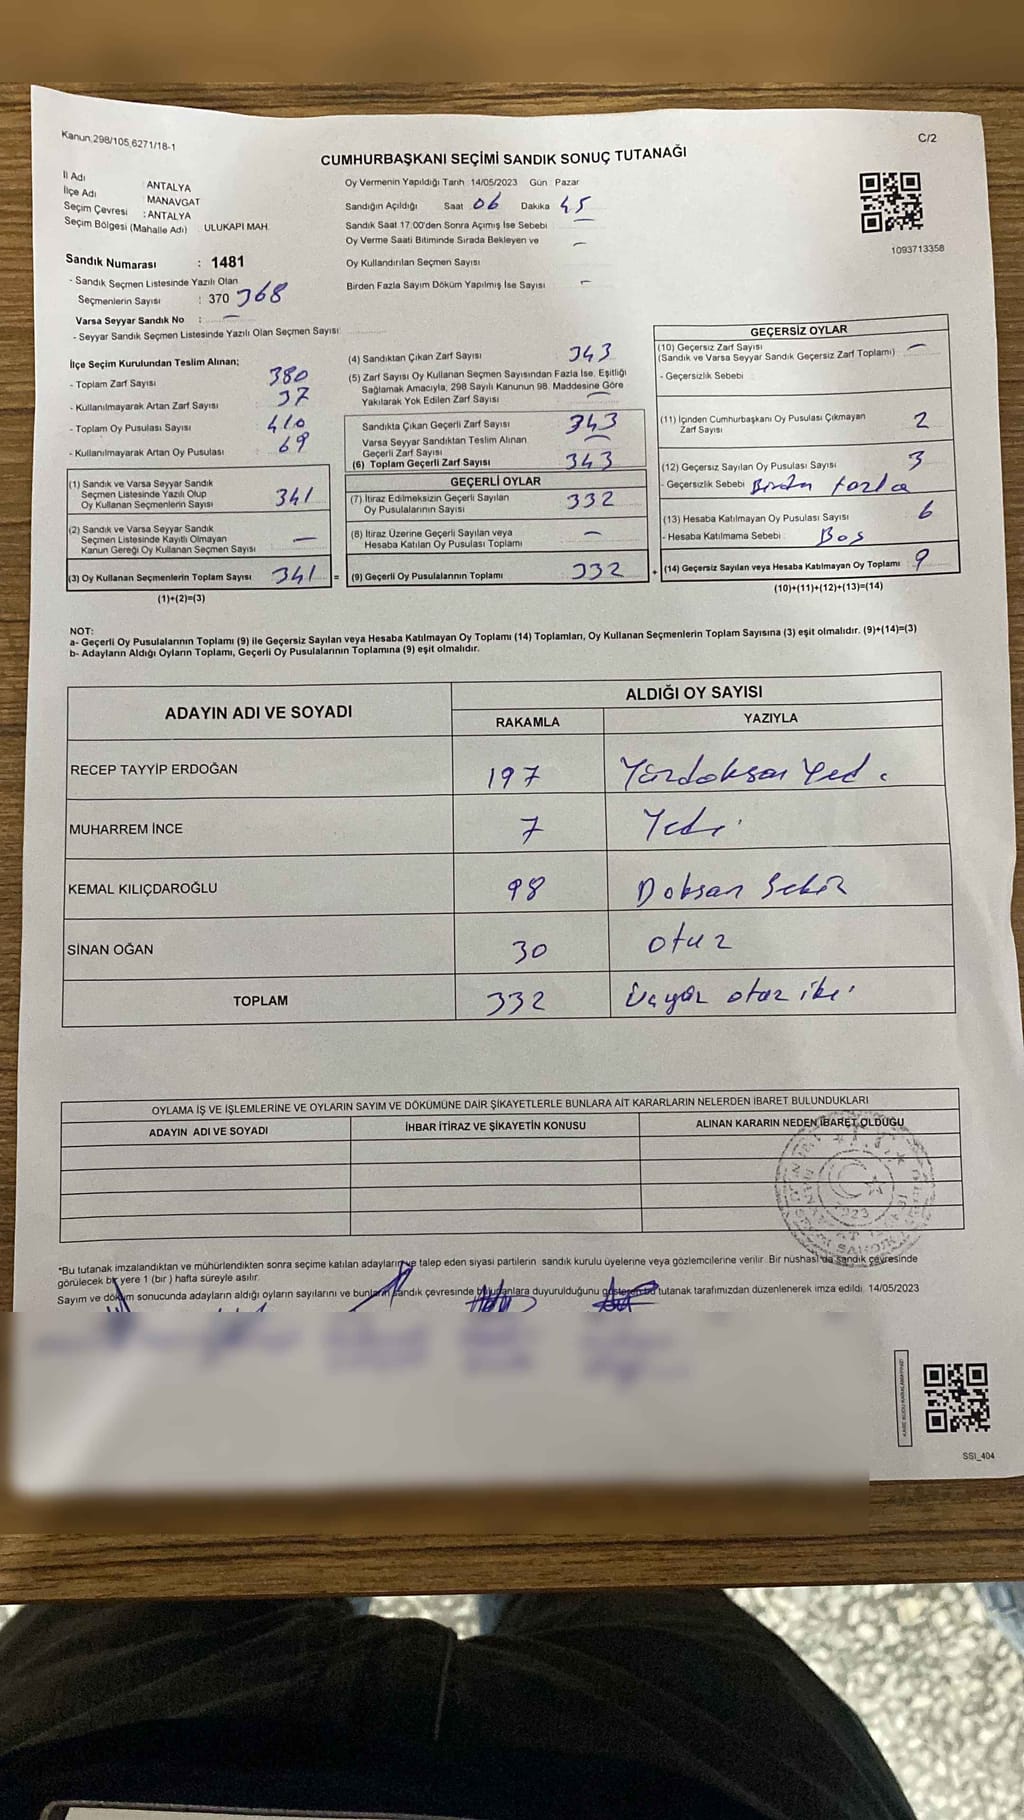 Kanun,298/105,6271/18-1
C/2
CUMHURBAŞKANI SEÇİMİ SANDIK SONUÇ TUTANAĞI
İl Adı : ANTALYA
İlçe Adı : MANAVGAT
Seçim Çevresi : ANTALYA
Seçim Bölgesi (Mahalle Adı) ULUKAPI MAH.
Oy Vermenin Yapıldığı Tarih 14/05/2023 Gün Pazar
Sandığın Açıldığı Saat 06 Dakika 45
Sandık Saat 17.00'den Sonra Açımış İse Sebebi —
Oy Verme Saati Bitiminde Sırada Bekleyen ve —
Oy Kullandırılan Seçmen Sayısı
Birden Fazla Sayım Döküm Yapılmış İse Sayısı —
1093713358
Sandık Numarası : 1481
- Sandık Seçmen Listesinde Yazılı Olan
Seçmenlerin Sayısı : 370 368
Varsa Seyyar Sandık No : —
- Seyyar Sandık Seçmen Listesinde Yazılı Olan Seçmen Sayısı:
İlçe Seçim Kurulundan Teslim Alınan;
- Toplam Zarf Sayısı : 380
- Kullanılmayarak Artan Zarf Sayısı : 37
- Toplam Oy Pusulası Sayısı : 410
- Kullanılmayarak Artan Oy Pusulası : 69
(1) Sandık ve Varsa Seyyar Sandık
Seçmen Listesinde Yazılı Olup
Oy Kullanan Seçmenlerin Sayısı : 341
(2) Sandık ve Varsa Seyyar Sandık
Seçmen Listesinde Kayıtlı Olmayan
Kanun Gereği Oy Kullanan Seçmen Sayısı —
(3) Oy Kullanan Seçmenlerin Toplam Sayısı 341 =
(1)+(2)=(3)
(4) Sandıktan Çıkan Zarf Sayısı 343
(5) Zarf Sayısı Oy Kullanan Seçmen Sayısından Fazla İse, Eşitliği
Sağlamak Amacıyla, 298 Sayılı Kanunun 98. Maddesine Göre
Yakılarak Yok Edilen Zarf Sayısı —
Sandıkta Çıkan Geçerli Zarf Sayısı 343
Varsa Seyyar Sandıktan Teslim Alınan
Geçerli Zarf Sayısı —
(6) Toplam Geçerli Zarf Sayısı 343
GEÇERLİ OYLAR
(7) İtiraz Edilmeksizin Geçerli Sayılan
Oy Pusulalarının Sayısı 332
(8) İtiraz Üzerine Geçerli Sayılan veya
Hesaba Katılan Oy Pusulası Toplamı —
(9) Geçerli Oy Pusulalarının Toplamı 332 +
GEÇERSİZ OYLAR
(10) Geçersiz Zarf Sayısı
(Sandık ve Varsa Seyyar Sandık Geçersiz Zarf Toplamı) —
- Geçersizlik Sebebi
(11) İçinden Cumhurbaşkanı Oy Pusulası Çıkmayan
Zarf Sayısı 2
(12) Geçersiz Sayılan Oy Pusulası Sayısı 3
- Geçersizlik Sebebi Birden fazla
(13) Hesaba Katılmayan Oy Pusulası Sayısı 6
- Hesaba Katılmama Sebebi : Boş
(14) Geçersiz Sayılan veya Hesaba Katılmayan Oy Toplamı 9
(10)+(11)+(12)+(13)=(14)
NOT:
a- Geçerli Oy Pusulalarının Toplamı (9) ile Geçersiz Sayılan veya Hesaba Katılmayan Oy Toplamı (14) Toplamları, Oy Kullanan Seçmenlerin Toplam Sayısına (3) eşit olmalıdır. (9)+(14)=(3)
b- Adayların Aldığı Oyların Toplamı, Geçerli Oy Pusulalarının Toplamına (9) eşit olmalıdır.
ADAYIN ADI VE SOYADI
ALDIĞI OY SAYISI
RAKAMLA YAZIYLA
RECEP TAYYİP ERDOĞAN 197 Yüzdoksan Yedi
MUHARREM İNCE 7 Yedi
KEMAL KILIÇDAROĞLU 98 Doksan Sekiz
SİNAN OĞAN 30 otuz
TOPLAM 332 Üçyüz otuz iki
OYLAMA İŞ VE İŞLEMLERİNE VE OYLARIN SAYIM VE DÖKÜMÜNE DAİR ŞİKAYETLERLE BUNLARA AİT KARARLARIN NELERDEN İBARET BULUNDUKLARI
ADAYIN ADI VE SOYADI İHBAR İTİRAZ VE ŞİKAYETİN KONUSU ALINAN KARARIN NEDEN İBARET OLDUĞU
1923
*Bu tutanak imzalandıktan ve mühürlendikten sonra seçime katılan adayların ve talep eden siyasi partilerin sandık kurulu üyelerine veya gözlemcilerine verilir. Bir nüshası da sandık çevresinde
görülecek bir yere 1 (bir) hafta süreyle asılır.
Sayım ve döküm sonucunda adayların aldığı oyların sayılarını ve bunların sandık çevresinde bulunanlara duyurulduğunu gösteren bu tutanak tarafımızdan düzenlenerek imza edildi. 14/05/2023
SSI_404